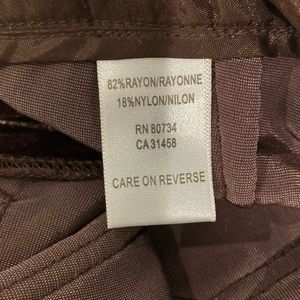 82%RAYON/RAYONNE
18%NYLON/NILON
RN 80734
CA 31458
CARE ON REVERSE